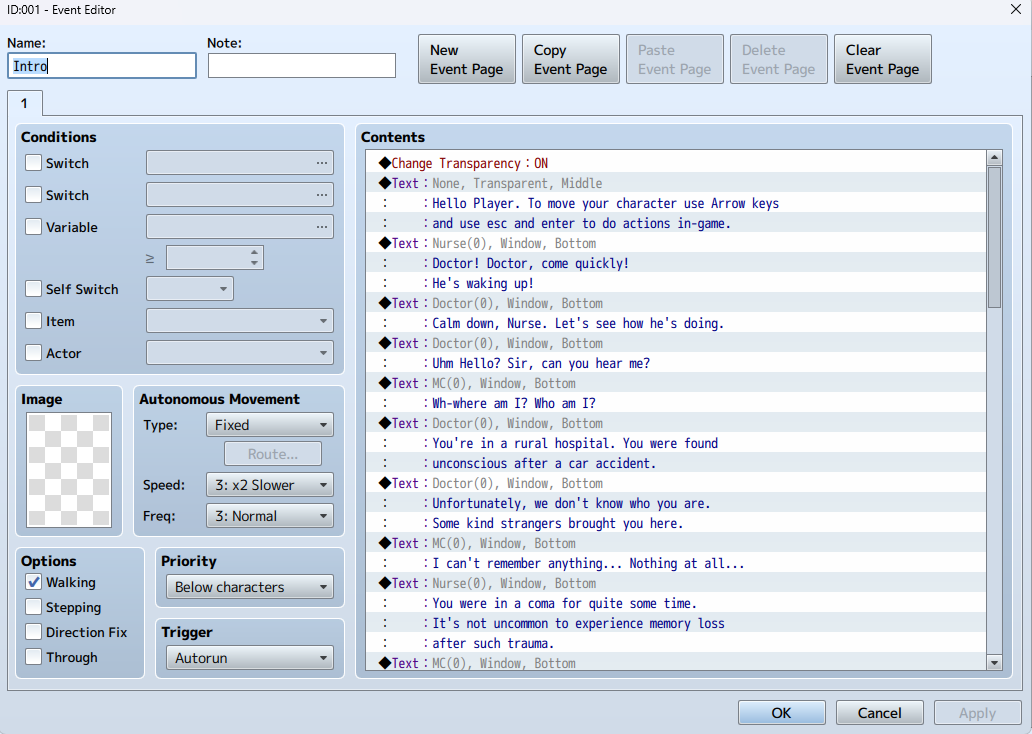 ID:001 - Event Editor
Name:
Note:
Intro
New
Event Page
Copy
Event Page
Paste
Event Page
Delete
Event Page
Clear
Event Page
1
Conditions
Switch
...
Switch
...
Variable
...
≥
Self Switch
Item
Actor
Image
Autonomous Movement
Type:
Fixed
Route...
Speed:
3: x2 Slower
Freq:
3: Normal
Options
Walking
Stepping
Direction Fix
Through
Priority
Below characters
Trigger
Autorun
Contents
◆Change Transparency：ON
◆Text：None, Transparent, Middle
：　　：Hello Player. To move your character use Arrow keys
：　　：and use esc and enter to do actions in-game.
◆Text：Nurse(0), Window, Bottom
：　　：Doctor! Doctor, come quickly!
：　　：He's waking up!
◆Text：Doctor(0), Window, Bottom
：　　：Calm down, Nurse. Let's see how he's doing.
◆Text：Doctor(0), Window, Bottom
：　　：Uhm Hello? Sir, can you hear me?
◆Text：MC(0), Window, Bottom
：　　：Wh-where am I? Who am I?
◆Text：Doctor(0), Window, Bottom
：　　：You're in a rural hospital. You were found
：　　：unconscious after a car accident.
◆Text：Doctor(0), Window, Bottom
：　　：Unfortunately, we don't know who you are.
：　　：Some kind strangers brought you here.
◆Text：MC(0), Window, Bottom
：　　：I can't remember anything... Nothing at all...
◆Text：Nurse(0), Window, Bottom
：　　：You were in a coma for quite some time.
：　　：It's not uncommon to experience memory loss
：　　：after such trauma.
◆Text：MC(0), Window, Bottom
OK
Cancel
Apply